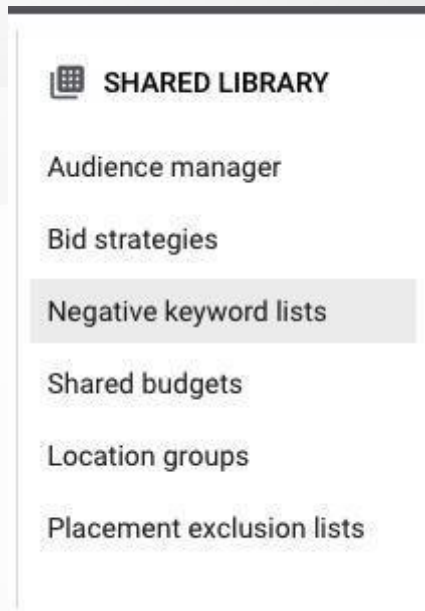 SHARED LIBRARY
Audience manager
Bid strategies
Negative keyword lists
Shared budgets
Location groups
Placement exclusion lists